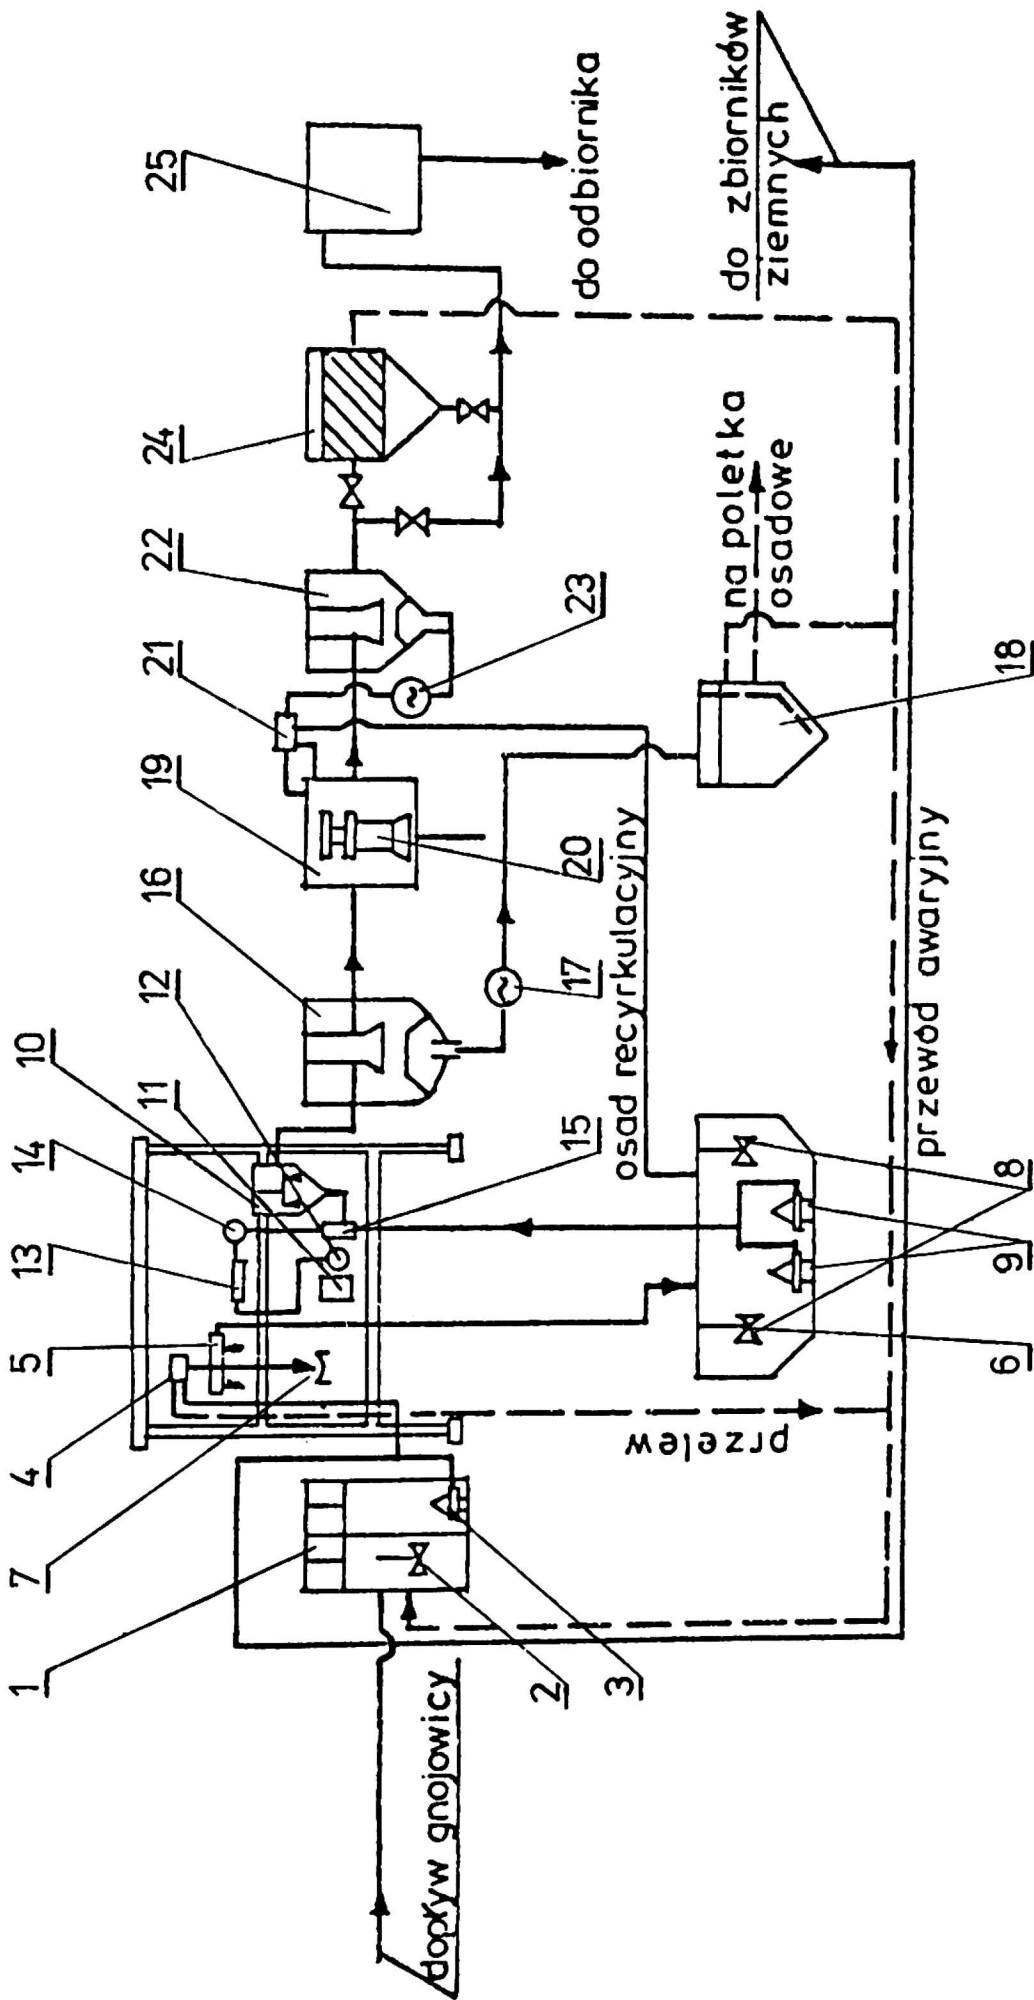 1
2
3
4
5
6
7
8
9
10
11
12
13
14
15
16
17
18
19
20
21
22
23
24
25
dopływ gnojowicy
przelew
osad recyrkulacyjny
przewód awaryjny
na poletka
osadowe
do odbiornika
do zbiorników
ziemnych